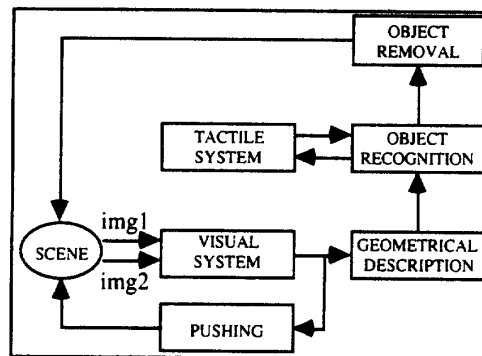 OBJECT
REMOVAL
TACTILE
SYSTEM
OBJECT
RECOGNITION
img1
SCENE
img2
VISUAL
SYSTEM
GEOMETRICAL
DESCRIPTION
PUSHING